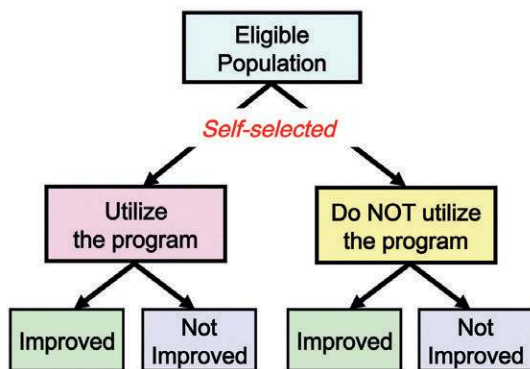 Eligible
Population
Self-selected
Utilize
the program
Do NOT utilize
the program
Improved
Not
Improved
Improved
Not
Improved